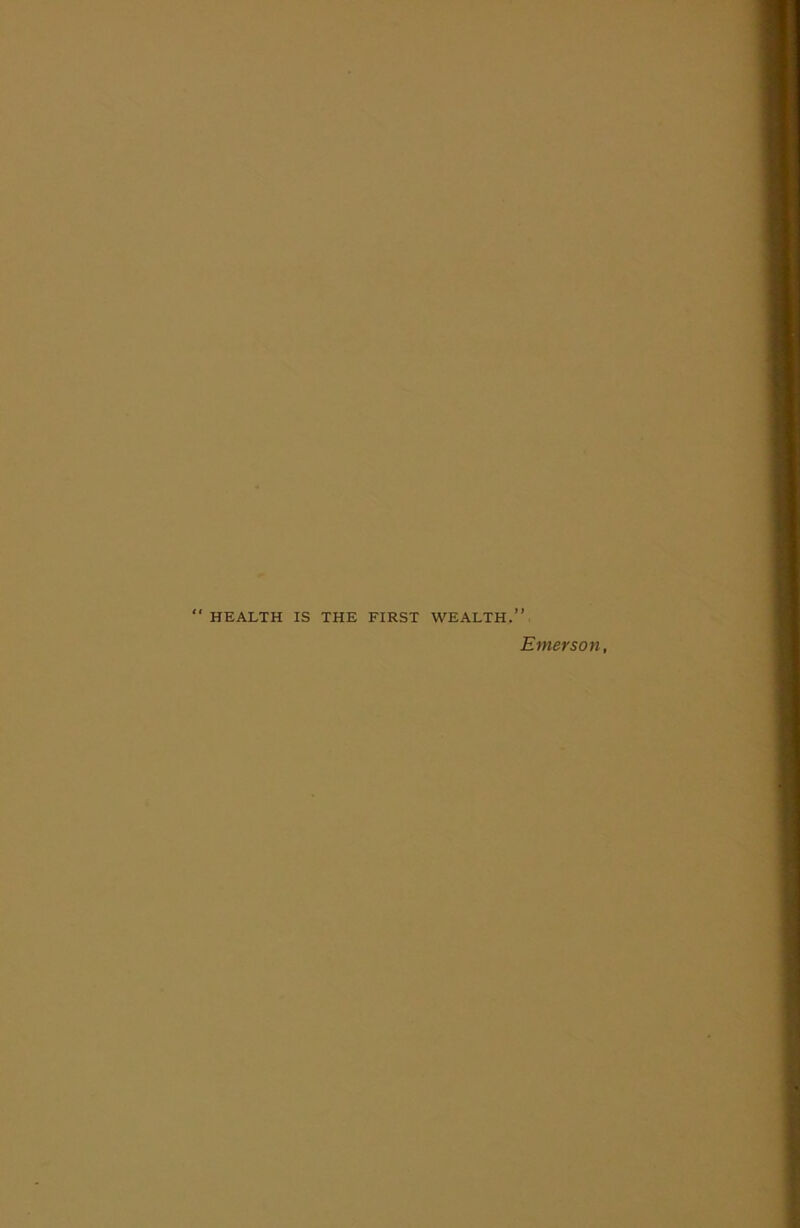 “ HEALTH IS THE FIRST WEALTH.”
Emerson,